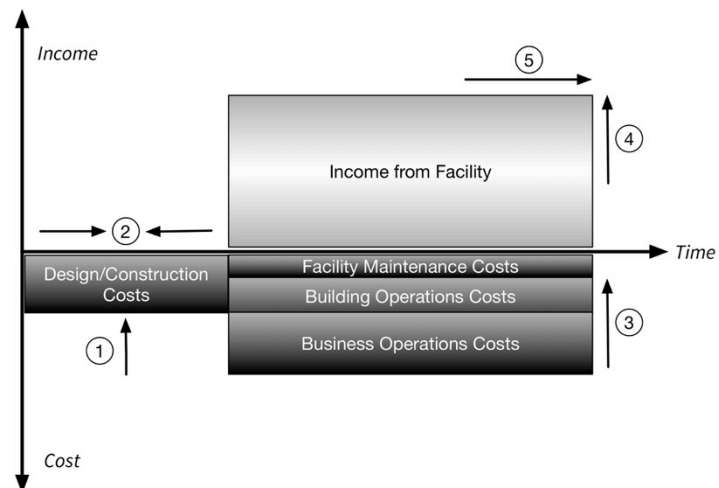 Income
5
4
Income from Facility
2
Time
Design/Construction
Costs
Facility Maintenance Costs
Building Operations Costs
3
Business Operations Costs
1
Cost